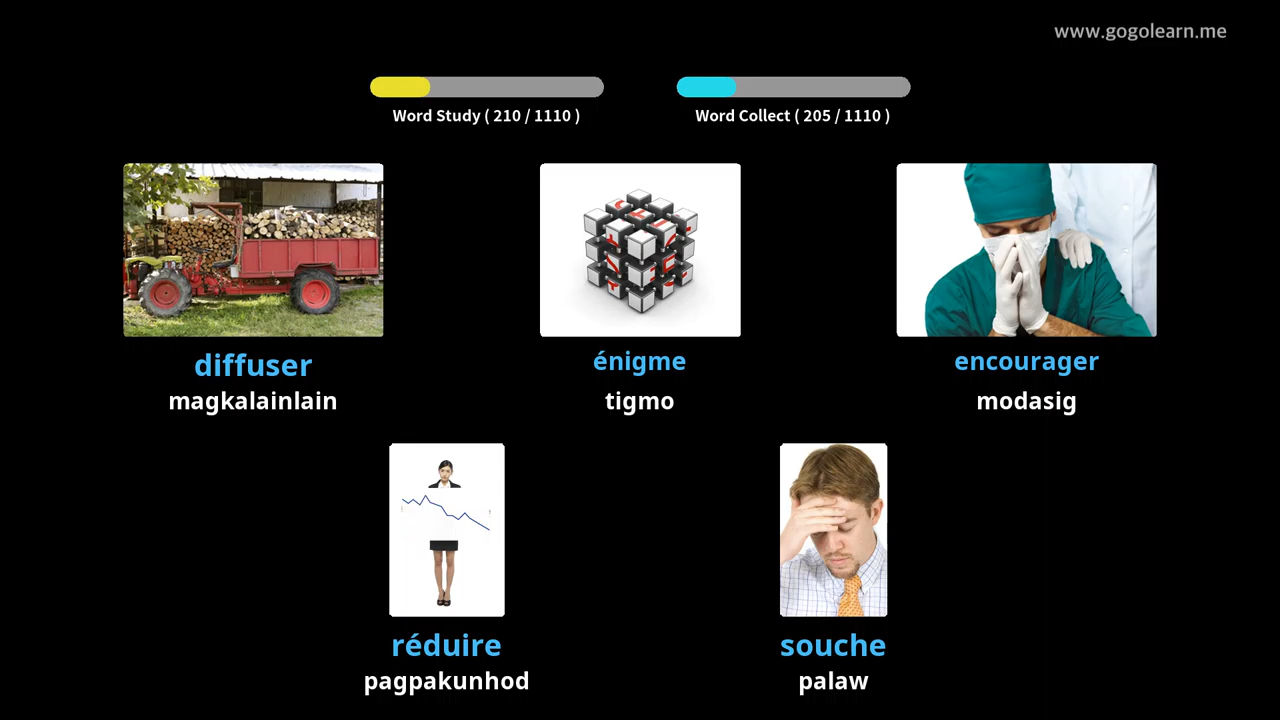 www.gogolearn.me
Word Study ( 210 / 1110 )
Word Collect ( 205 / 1110 )
diffuser
magkalainlain
énigme
tigmo
encourager
modasig
réduire
pagpakunhod
souche
palaw